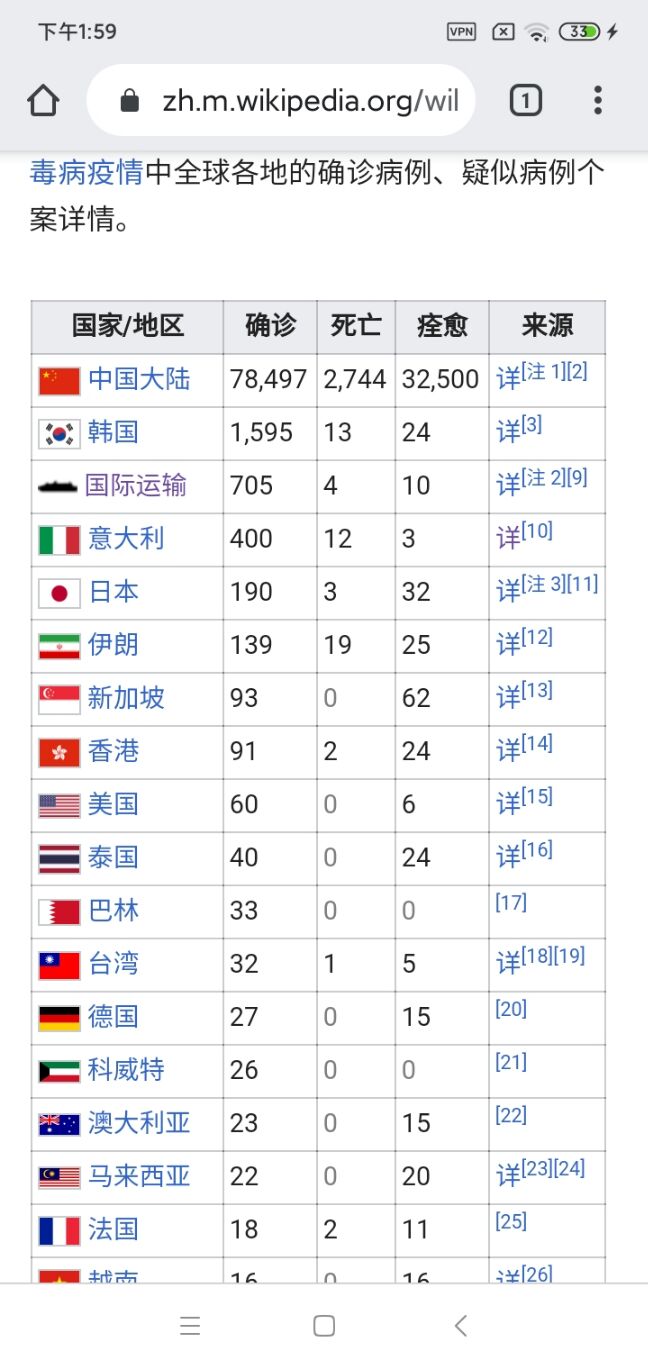 下午1:59 VPN 33
zh.m.wikipedia.org/wil 1
毒病疫情中全球各地的确诊病例、疑似病例个
案详情。
国家/地区 确诊 死亡 痊愈 来源
中国大陆 78,497 2,744 32,500 详[注 1][2]
韩国 1,595 13 24 详[3]
国际运输 705 4 10 详[注 2][9]
意大利 400 12 3 详[10]
日本 190 3 32 详[注 3][11]
伊朗 139 19 25 详[12]
新加坡 93 0 62 详[13]
香港 91 2 24 详[14]
美国 60 0 6 详[15]
泰国 40 0 24 详[16]
巴林 33 0 0 [17]
台湾 32 1 5 详[18][19]
德国 27 0 15 [20]
科威特 26 0 0 [21]
澳大利亚 23 0 15 [22]
马来西亚 22 0 20 详[23][24]
法国 18 2 11 [25]
越南 16 0 16 详[26]